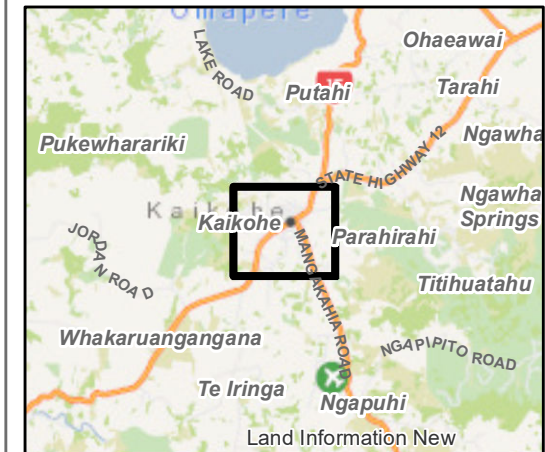 Omapere
Ohaeawai
LAKE ROAD
Putahi
15
Tarahi
Pukewharariki
Ngawha
STATE HIGHWAY 12
Ngawha
Springs
Kaikohe
Kaikohe
Parahirahi
JORDAN ROAD
MANGAKAHIA ROAD
Titihuatahu
Whakaruangangana
NGAPIPITO ROAD
Te Iringa
Ngapuhi
Land Information New